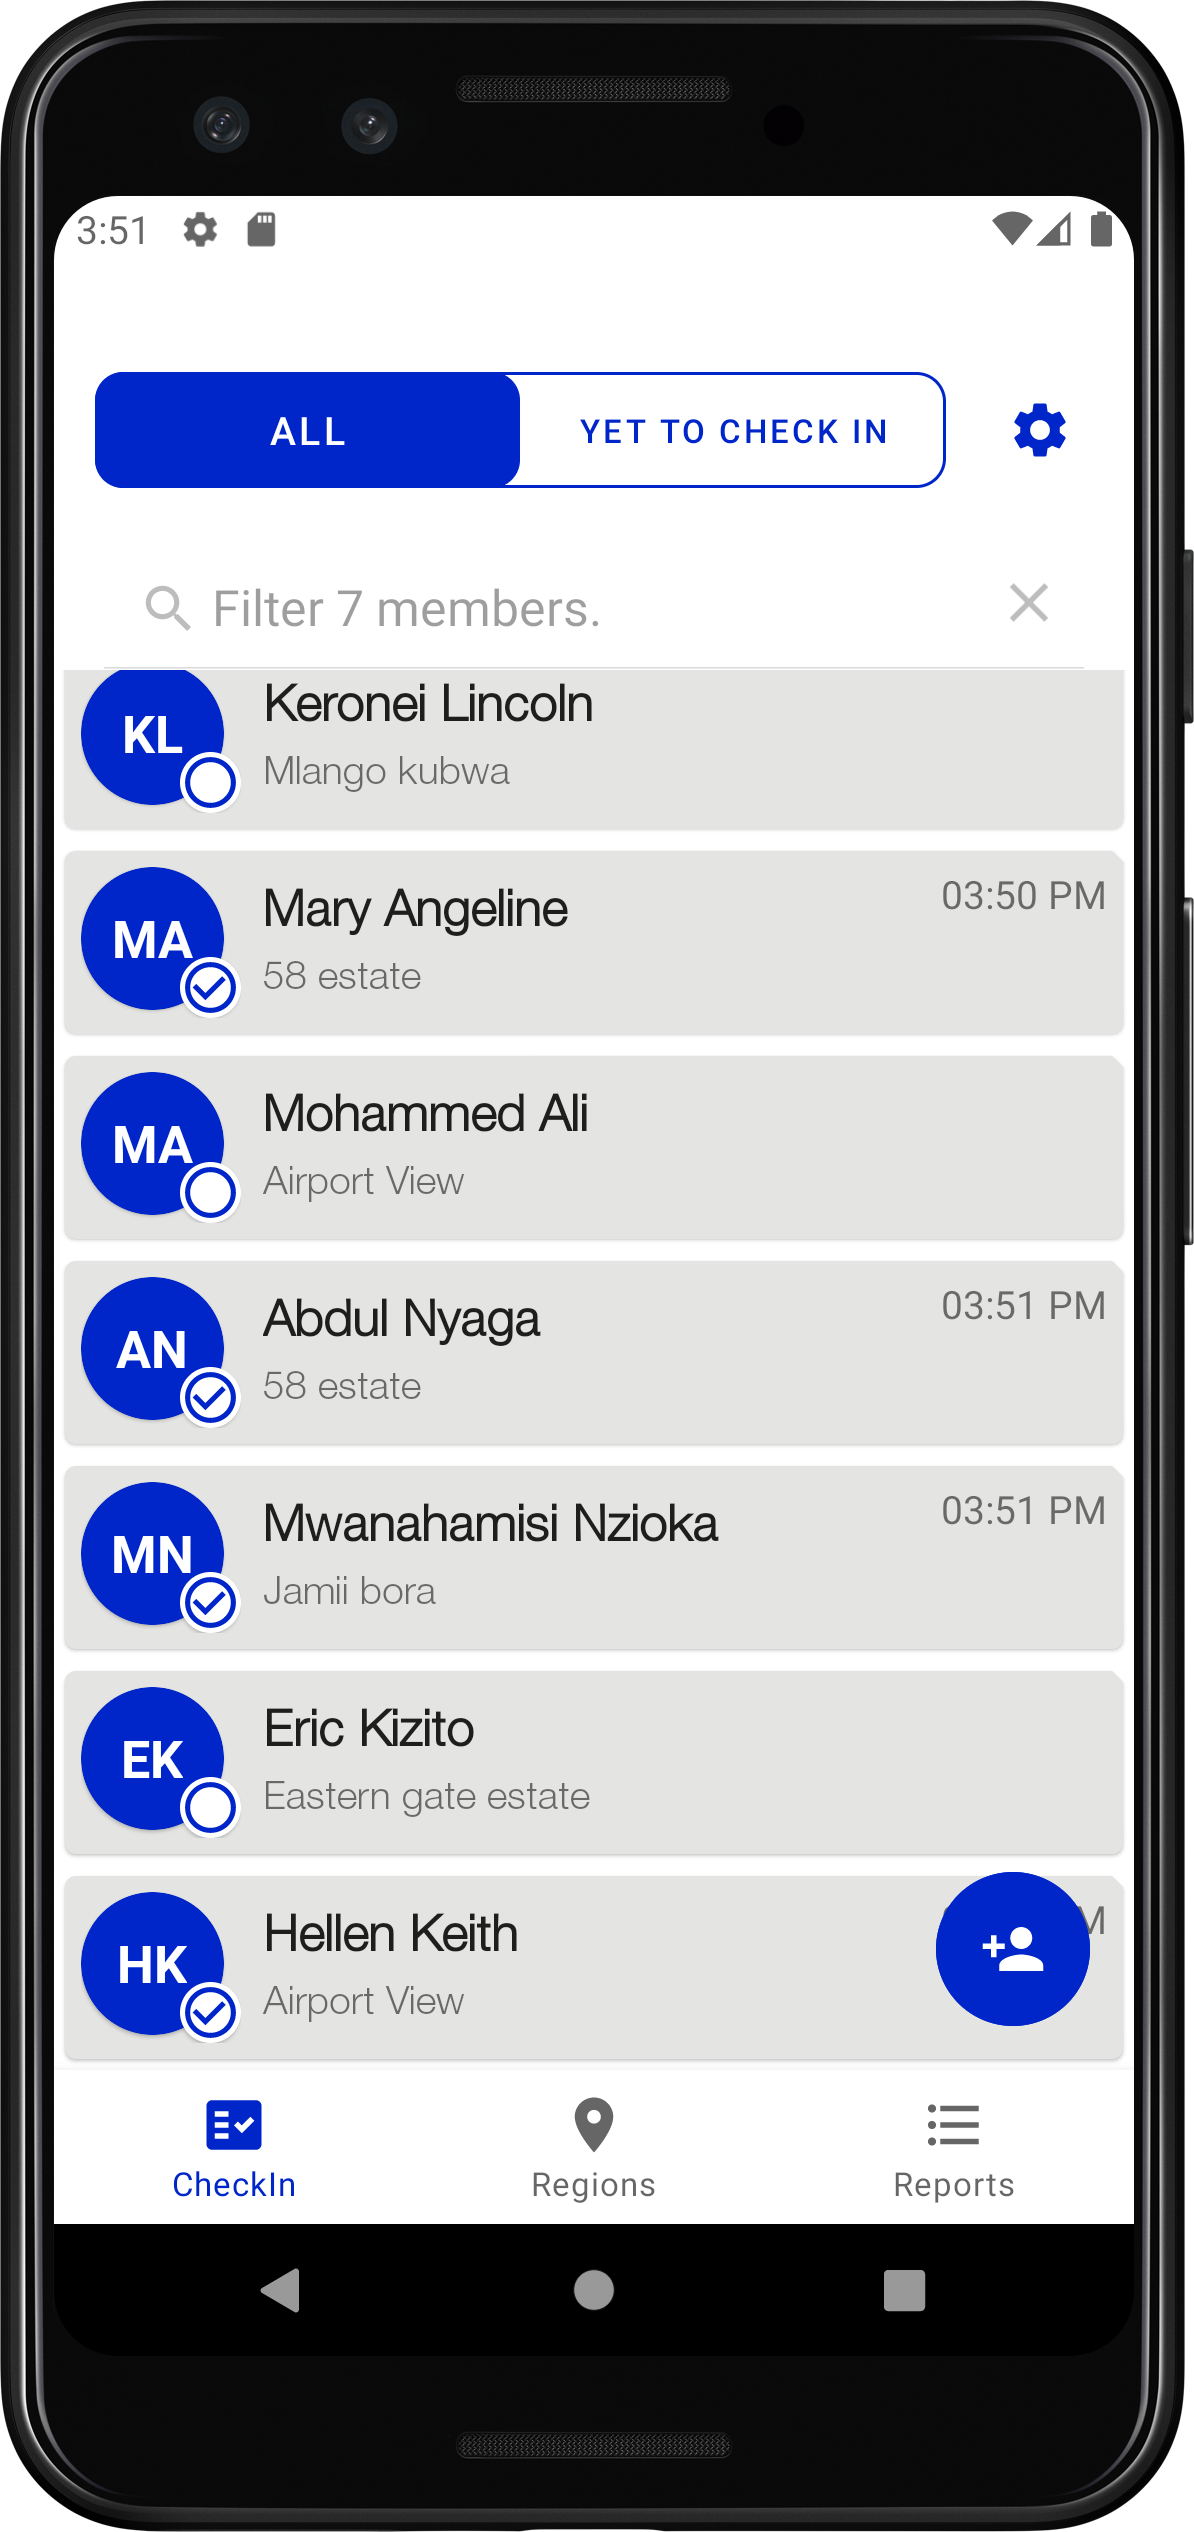 3:51
ALL
YET TO CHECK IN
Filter 7 members.
KL
Keronei Lincoln
Mlango kubwa
MA
Mary Angeline
03:50 PM
58 estate
MA
Mohammed Ali
Airport View
AN
Abdul Nyaga
03:51 PM
58 estate
MN
Mwanahamisi Nzioka
03:51 PM
Jamii bora
EK
Eric Kizito
Eastern gate estate
HK
Hellen Keith
Airport View
CheckIn
Regions
Reports